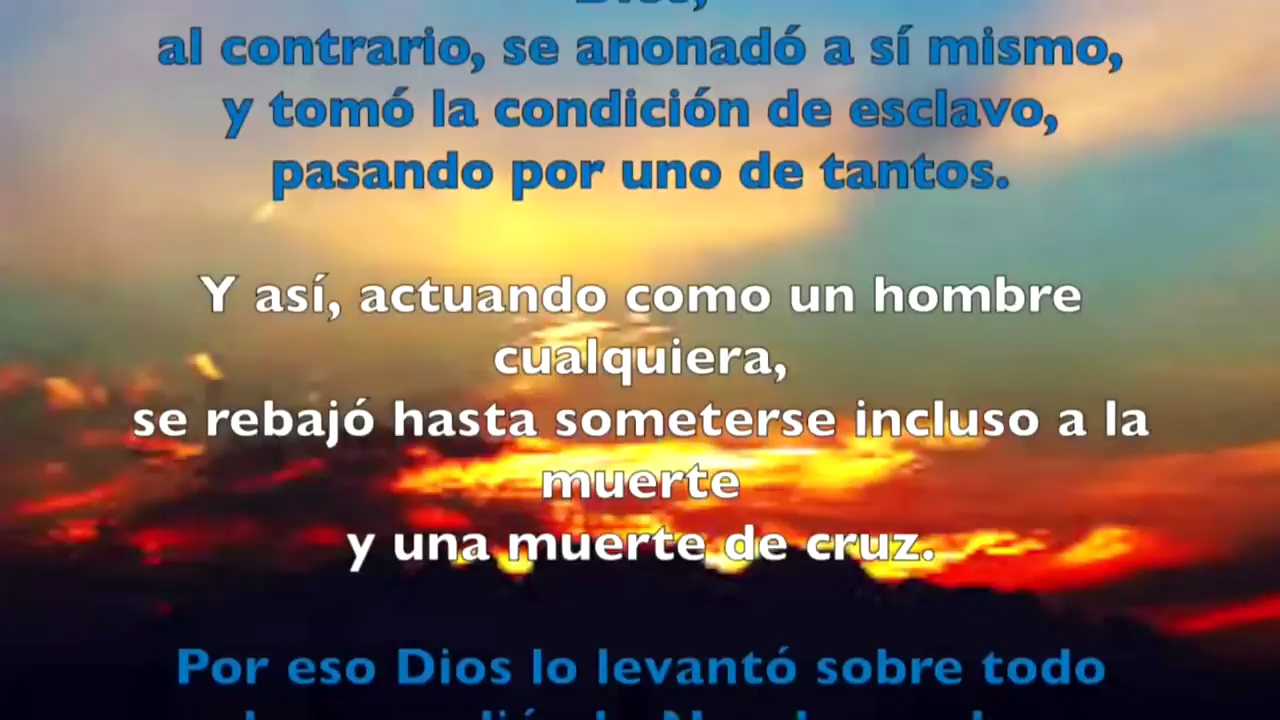 Dios,
al contrario, se anonadó a sí mismo,
y tomó la condición de esclavo,
pasando por uno de tantos.
Y así, actuando como un hombre
cualquiera,
se rebajó hasta someterse incluso a la
muerte
y una muerte de cruz.
Por eso Dios lo levantó sobre todo